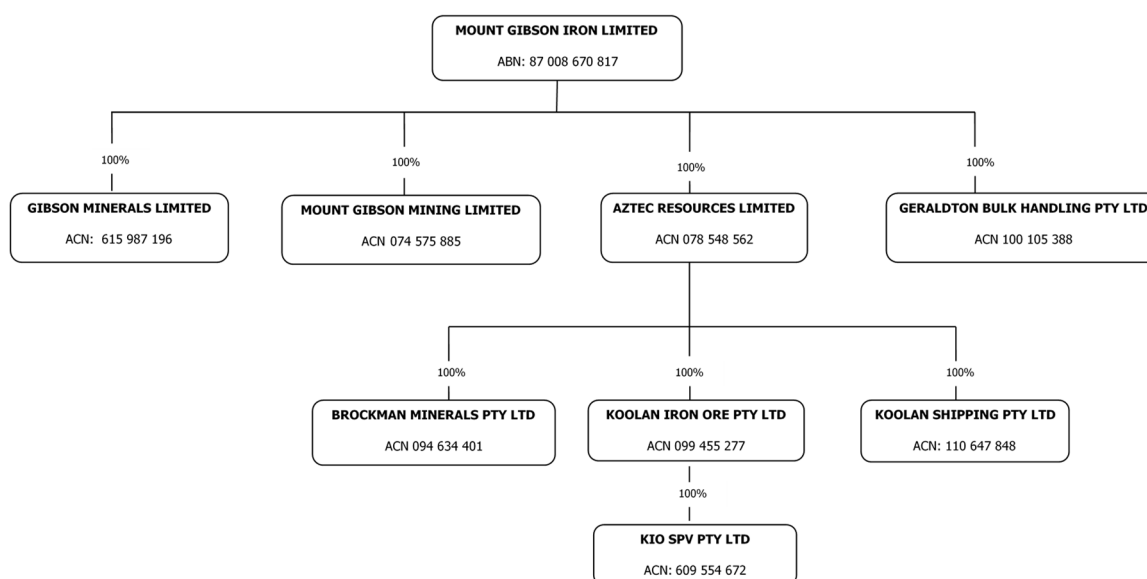 MOUNT GIBSON IRON LIMITED
ABN: 87 008 670 817
100%
100%
100%
100%
GIBSON MINERALS LIMITED
ACN: 615 987 196
MOUNT GIBSON MINING LIMITED
ACN 074 575 885
AZTEC RESOURCES LIMITED
ACN 078 548 562
GERALDTON BULK HANDLING PTY LTD
ACN 100 105 388
100%
100%
100%
BROCKMAN MINERALS PTY LTD
ACN 094 634 401
KOOLAN IRON ORE PTY LTD
ACN 099 455 277
KOOLAN SHIPPING PTY LTD
ACN: 110 647 848
100%
KIO SPV PTY LTD
ACN: 609 554 672